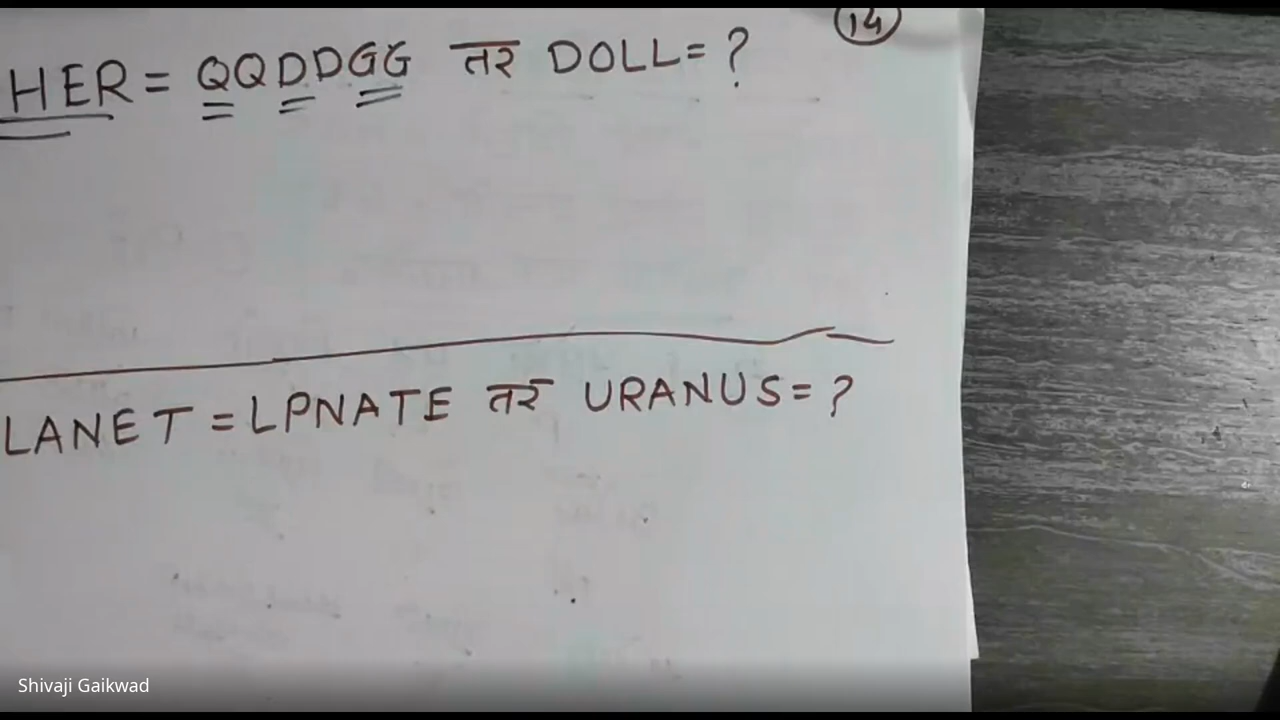 14
HER = QQDDGG तर DOLL= ?
LANET = LPNATE तर URANUS= ?
Shivaji Gaikwad